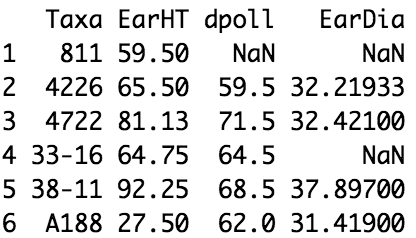 Taxa EarHT dpoll EarDia
1 811 59.50 NaN NaN
2 4226 65.50 59.5 32.21933
3 4722 81.13 71.5 32.42100
4 33-16 64.75 64.5 NaN
5 38-11 92.25 68.5 37.89700
6 A188 27.50 62.0 31.41900